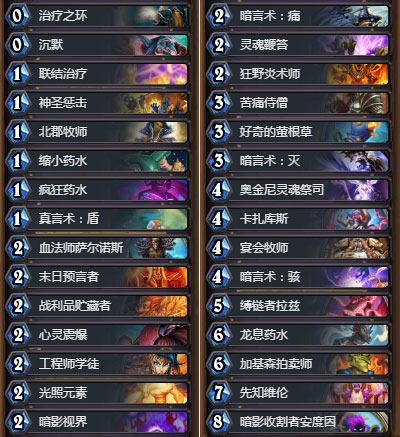 0 治疗之环
0 沉默
1 联结治疗
1 神圣惩击
1 北郡牧师
1 缩小药水
1 疯狂药水
1 真言术：盾
2 血法师萨尔诺斯
2 末日预言者
2 战利品贮藏者
2 心灵震爆
2 工程师学徒
2 光照元素
2 暗影视界
2 暗言术：痛
2 灵魂鞭笞
2 狂野炎术师
3 苦痛侍僧
3 好奇的萤根草
3 暗言术：灭
4 奥金尼灵魂祭司
4 卡扎库斯
4 宴会牧师
4 暗言术：骇
5 缚链者拉兹
6 龙息药水
6 加基森拍卖师
7 先知维伦
8 暗影收割者安度因